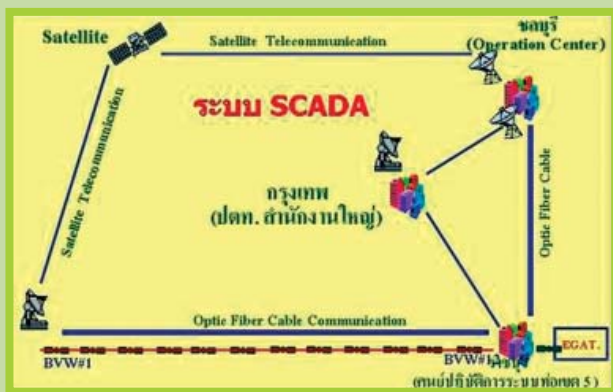 Satellite
Satellite Telecommunication
ชลบุรี
(Operation Center)
ระบบ SCADA
Satellite Telecommunication
กรุงเทพ
(ปตท. สำนักงานใหญ่)
Optic Fiber Cable
Optic Fiber Cable Communication
BVW#1
BVW#12
EGAT.
(ศูนย์ปฏิบัติการระบบท่อเขต 5 )